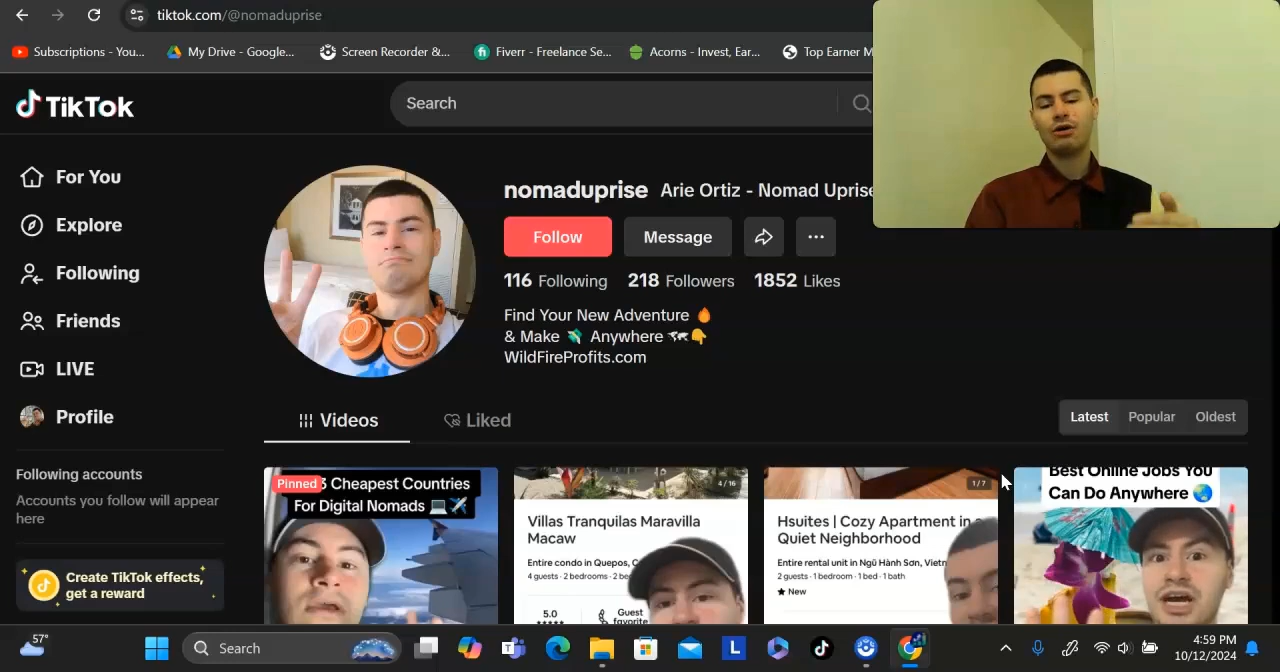 tiktok.com/@nomaduprise
Subscriptions - You...
My Drive - Google...
Screen Recorder &...
Fiverr - Freelance Se...
Acorns - Invest, Ear...
Top Earner M
TikTok
Search
For You
Explore
Following
Friends
LIVE
Profile
Following accounts
Accounts you follow will appear
here
Create TikTok effects,
get a reward
nomaduprise Arie Ortiz - Nomad Uprise
Follow
Message
116 Following 218 Followers 1852 Likes
Find Your New Adventure 🔥
& Make 💸 Anywhere 🗺👇
WildFireProfits.com
Videos
Liked
Latest
Popular
Oldest
Pinned
3 Cheapest Countries
For Digital Nomads 💻✈️
4 / 16
Villas Tranquilas Maravilla
Macaw
Entire condo in Quepos, C
4 guests · 2 bedrooms · 2 be
5.0
Guest
favorite
1 / 7
Hsuites | Cozy Apartment in a
Quiet Neighborhood
Entire rental unit in Ngũ Hành Sơn, Vietn
2 guests · 1 bedroom · 1 bed · 1 bath
★ New
Best Online Jobs You
Can Do Anywhere 🌎
57°
Search
4:59 PM
10/12/2024